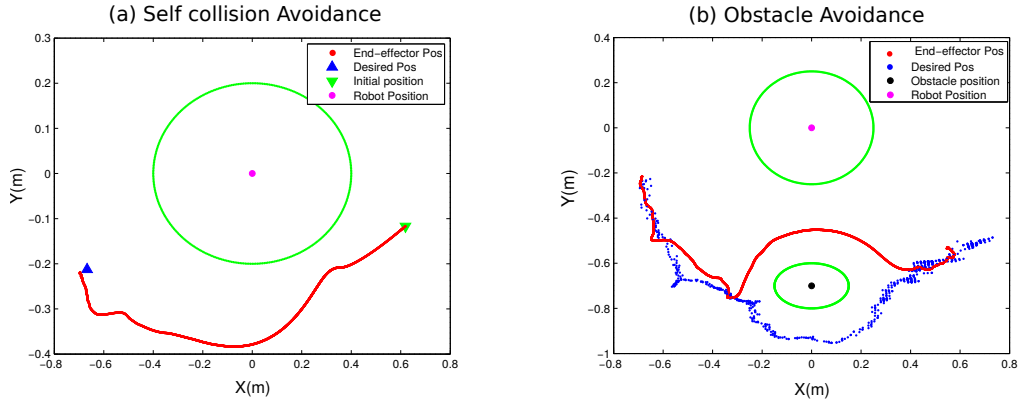 (a) Self collision Avoidance
0.3
0.2
0.1
0
−0.1
−0.2
−0.3
−0.4
Y(m)
−0.8 −0.6 −0.4 −0.2 0 0.2 0.4 0.6 0.8
X(m)
End−effector Pos
Desired Pos
Initial position
Robot Position
(b) Obstacle Avoidance
0.4
0.2
0
−0.2
−0.4
−0.6
−0.8
−1
Y(m)
−0.8 −0.6 −0.4 −0.2 0 0.2 0.4 0.6 0.8
X(m)
End−effector Pos
Desired Pos
Obstacle position
Robot Position